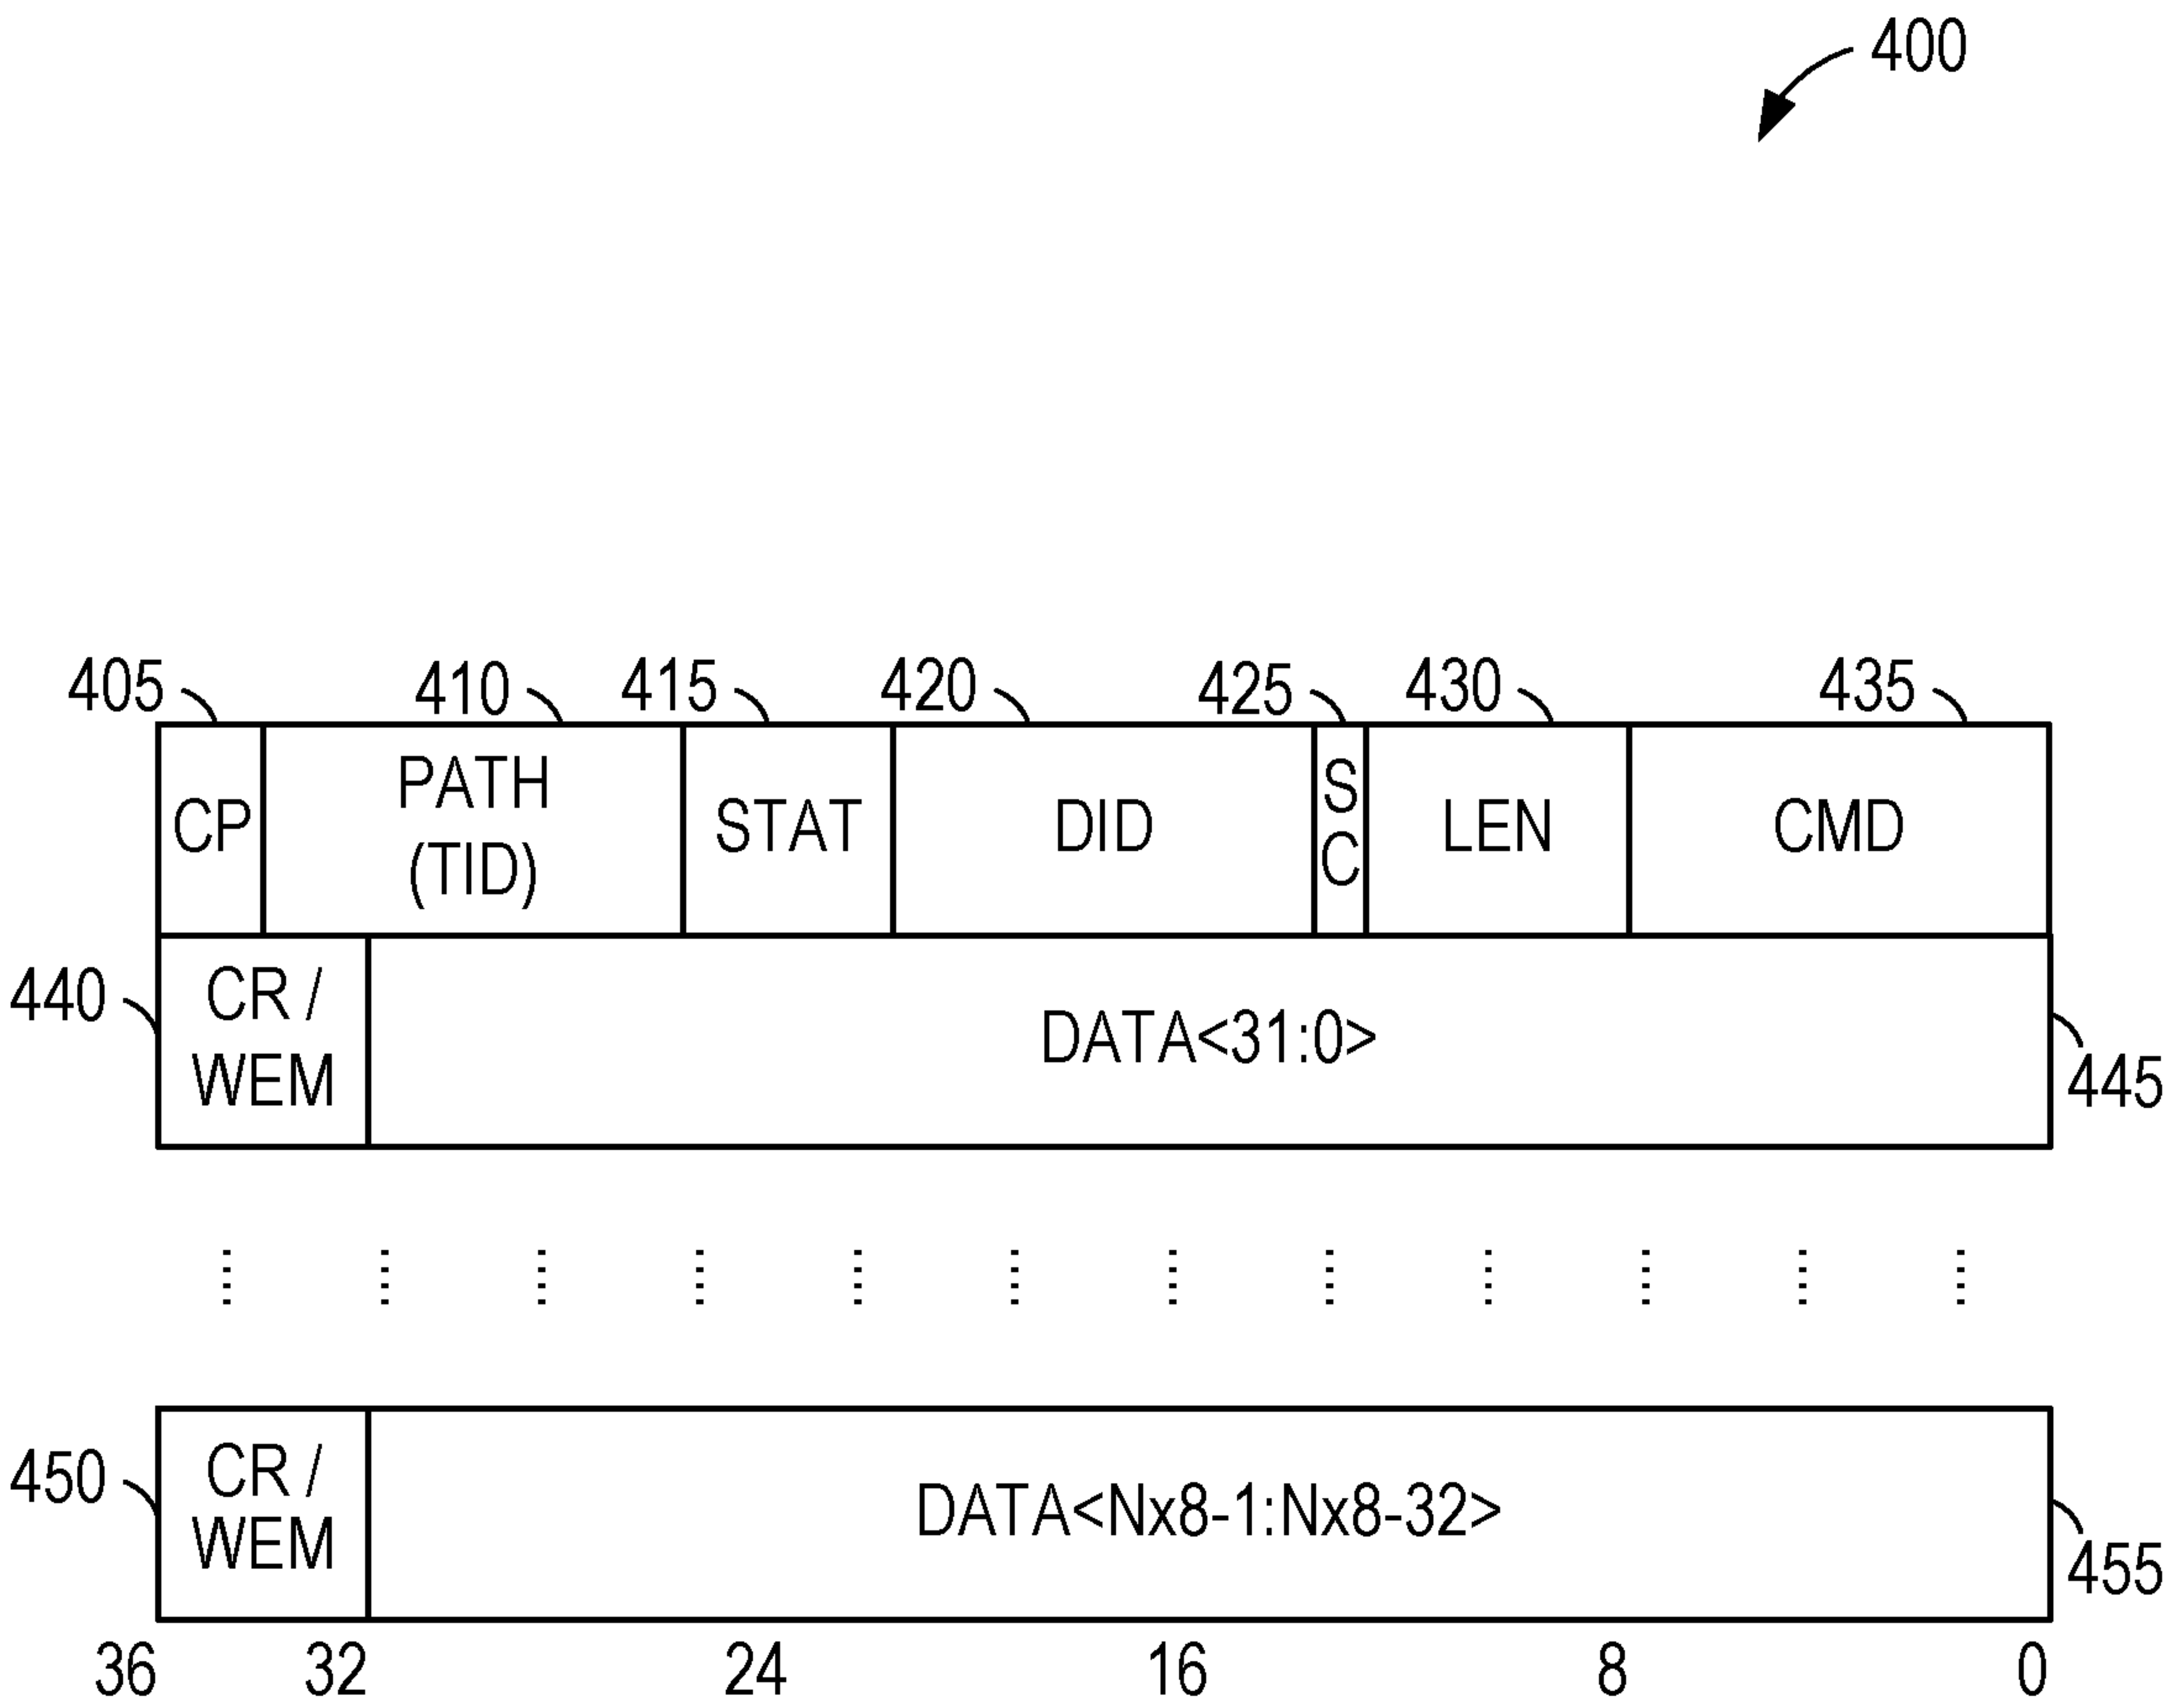 400
405 410 415 420 425 430 435
CP PATH (TID) STAT DID SC LEN CMD
440 CR / WEM DATA<31:0> 445
450 CR / WEM DATA<Nx8-1:Nx8-32> 455
36 32 24 16 8 0